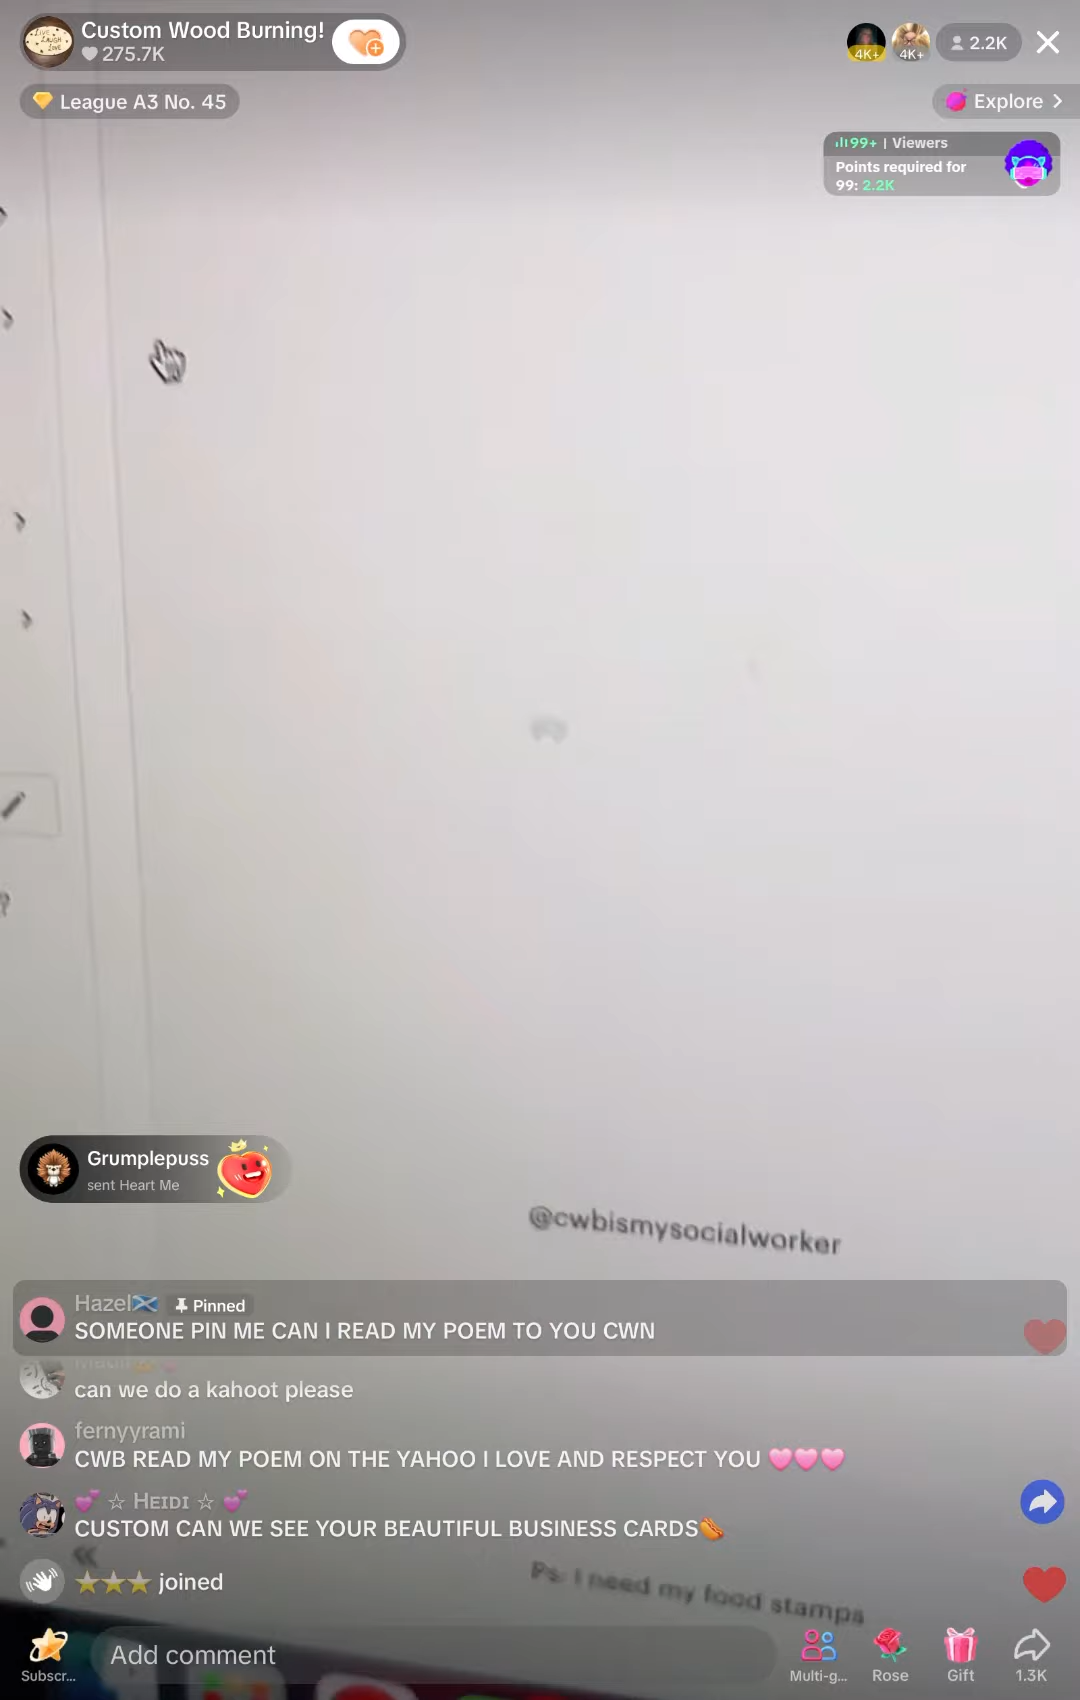 Custom Wood Burning!
275.7K
4K+
4K+
2.2K
League A3 No. 45
Explore
99+ | Viewers
Points required for
99: 2.2K
Grumplepuss
sent Heart Me
@cwbismysocialworker
Hazel🏴󠁧󠁢󠁳󠁣󠁴󠁿 Pinned
SOMEONE PIN ME CAN I READ MY POEM TO YOU CWN
can we do a kahoot please
fernyyrami
CWB READ MY POEM ON THE YAHOO I LOVE AND RESPECT YOU 🩷🩷🩷
💕 ☆ Hᴇɪᴅɪ ☆ 💕
CUSTOM CAN WE SEE YOUR BEAUTIFUL BUSINESS CARDS🌭
Ps. I need my food stamps
⭐⭐⭐ joined
Add comment
Subscr...
Multi-g...
Rose
Gift
1.3K